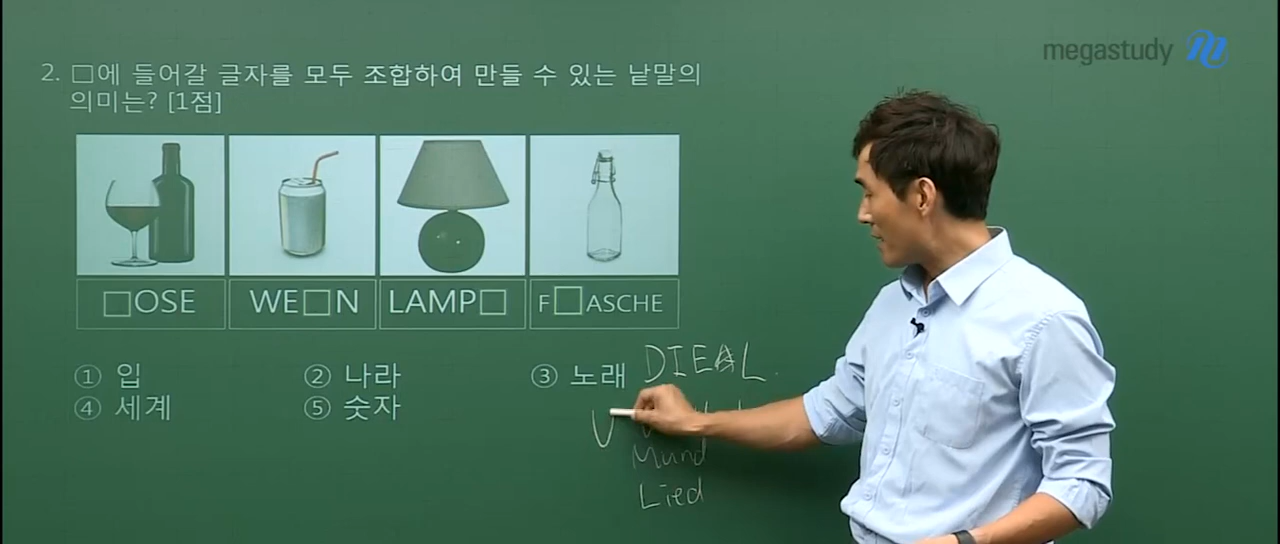 megastudy
2. □에 들어갈 글자를 모두 조합하여 만들 수 있는 낱말의
의미는? [1점]
□OSE WE□N LAMP□ F□ASCHE
① 입 ② 나라 ③ 노래
④ 세계 ⑤ 숫자
DIEAL
Mund
Lied